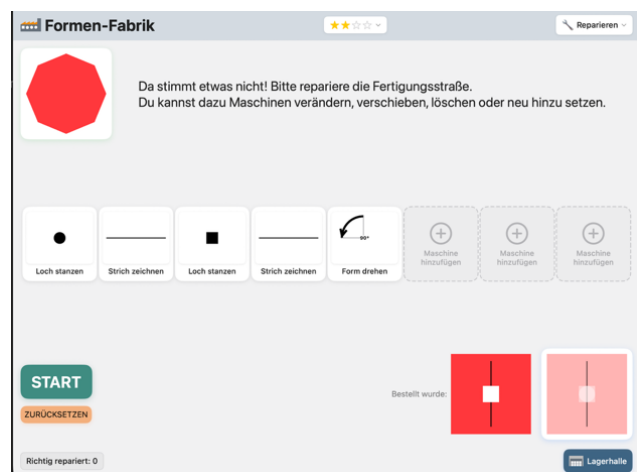 Formen-Fabrik
Reparieren
Da stimmt etwas nicht! Bitte repariere die Fertigungsstraße.
Du kannst dazu Maschinen verändern, verschieben, löschen oder neu hinzu setzen.
Loch stanzen
Strich zeichnen
Loch stanzen
Strich zeichnen
90°
Form drehen
Maschine
hinzufügen
Maschine
hinzufügen
Maschine
hinzufügen
START
ZURÜCKSETZEN
Bestellt wurde:
Richtig repariert: 0
Lagerhalle